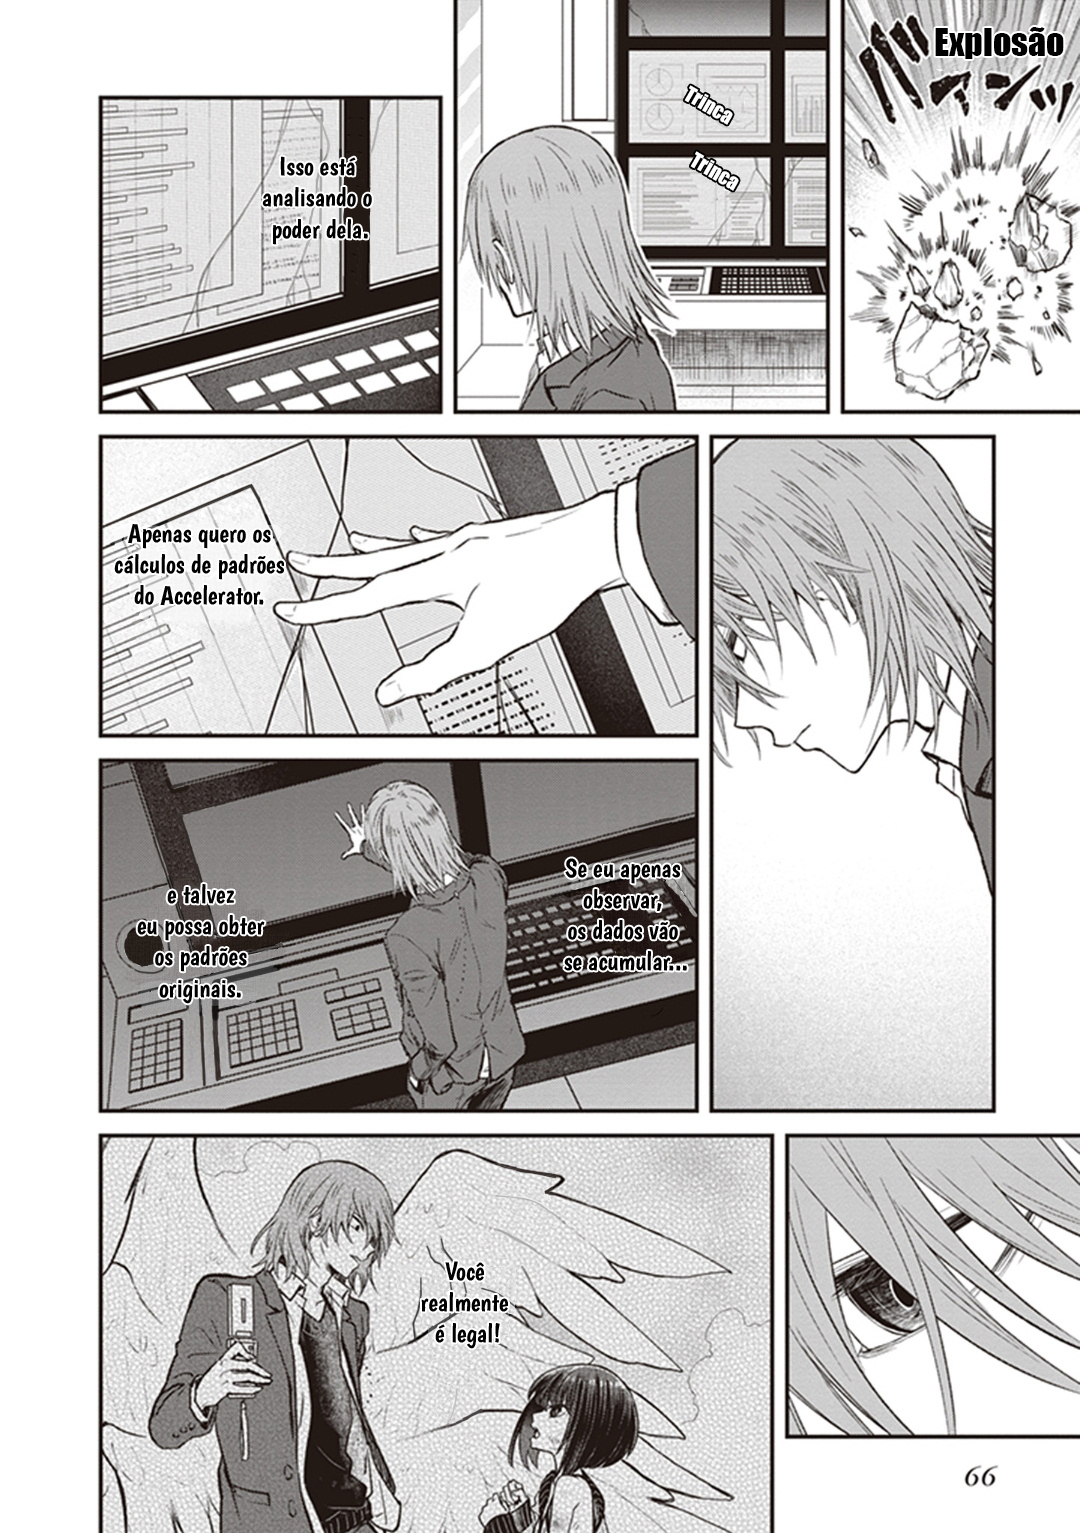 Explosão
バァンッ
Trinca
Trinca
Isso está
analisando o
poder dela.
Apenas quero os
cálculos de padrões
do Accelerator.
Se eu apenas
observar,
os dados vão
se acumular...
e talvez
eu possa obter
os padrões
originais.
Você
realmente
é legal!
66